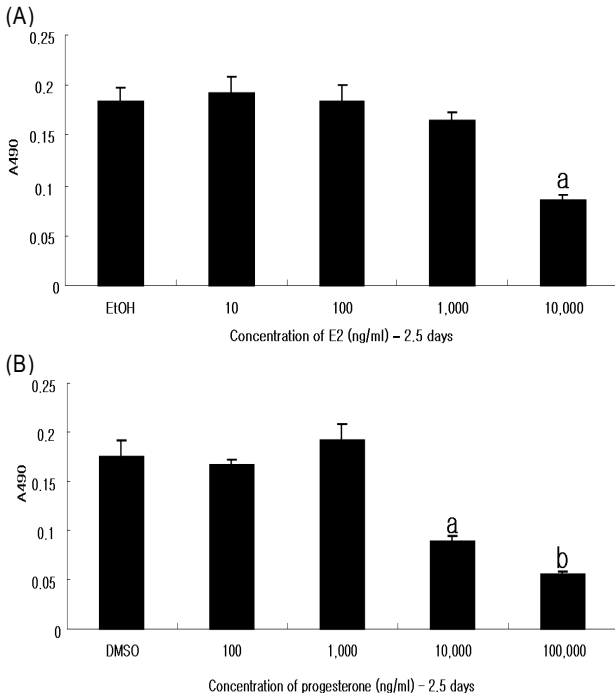 (A)
0.25
0.2
0.15
0.1
0.05
0
A490
a
EtOH 10 100 1,000 10,000
Concentration of E2 (ng/ml) – 2.5 days
(B)
0.25
0.2
0.15
0.1
0.05
0
A490
a
b
DMSO 100 1,000 10,000 100,000
Concentration of progesterone (ng/ml) – 2.5 days